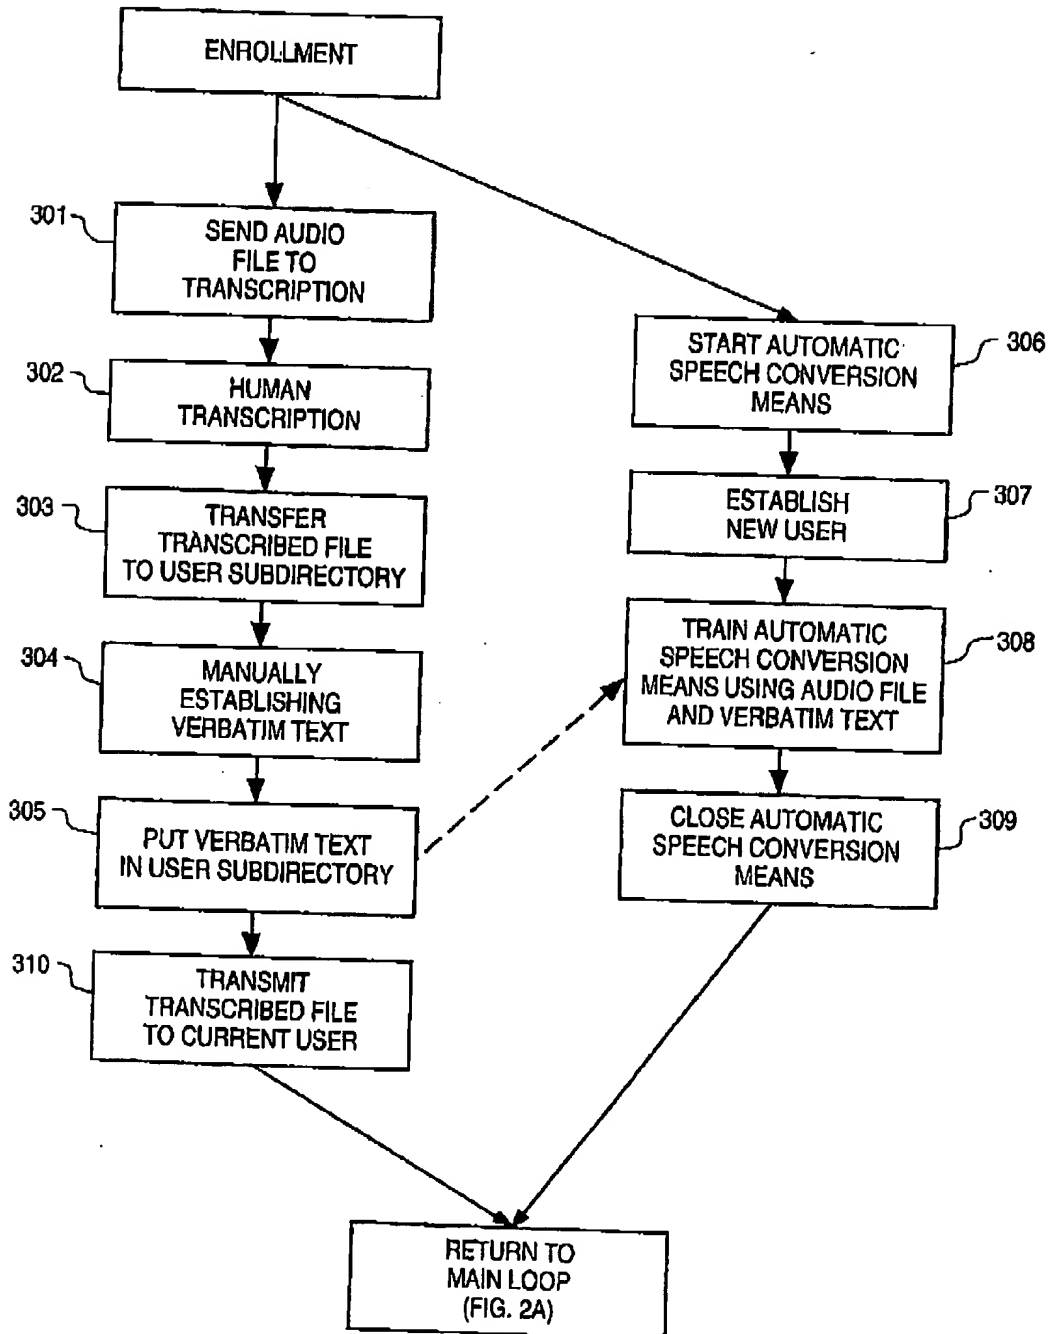 ENROLLMENT
301
SEND AUDIO
FILE TO
TRANSCRIPTION
302
HUMAN
TRANSCRIPTION
303
TRANSFER
TRANSCRIBED FILE
TO USER SUBDIRECTORY
304
MANUALLY
ESTABLISHING
VERBATIM TEXT
305
PUT VERBATIM TEXT
IN USER SUBDIRECTORY
310
TRANSMIT
TRANSCRIBED FILE
TO CURRENT USER
306
START AUTOMATIC
SPEECH CONVERSION
MEANS
307
ESTABLISH
NEW USER
308
TRAIN AUTOMATIC
SPEECH CONVERSION
MEANS USING AUDIO FILE
AND VERBATIM TEXT
309
CLOSE AUTOMATIC
SPEECH CONVERSION
MEANS
RETURN TO
MAIN LOOP
(FIG. 2A)